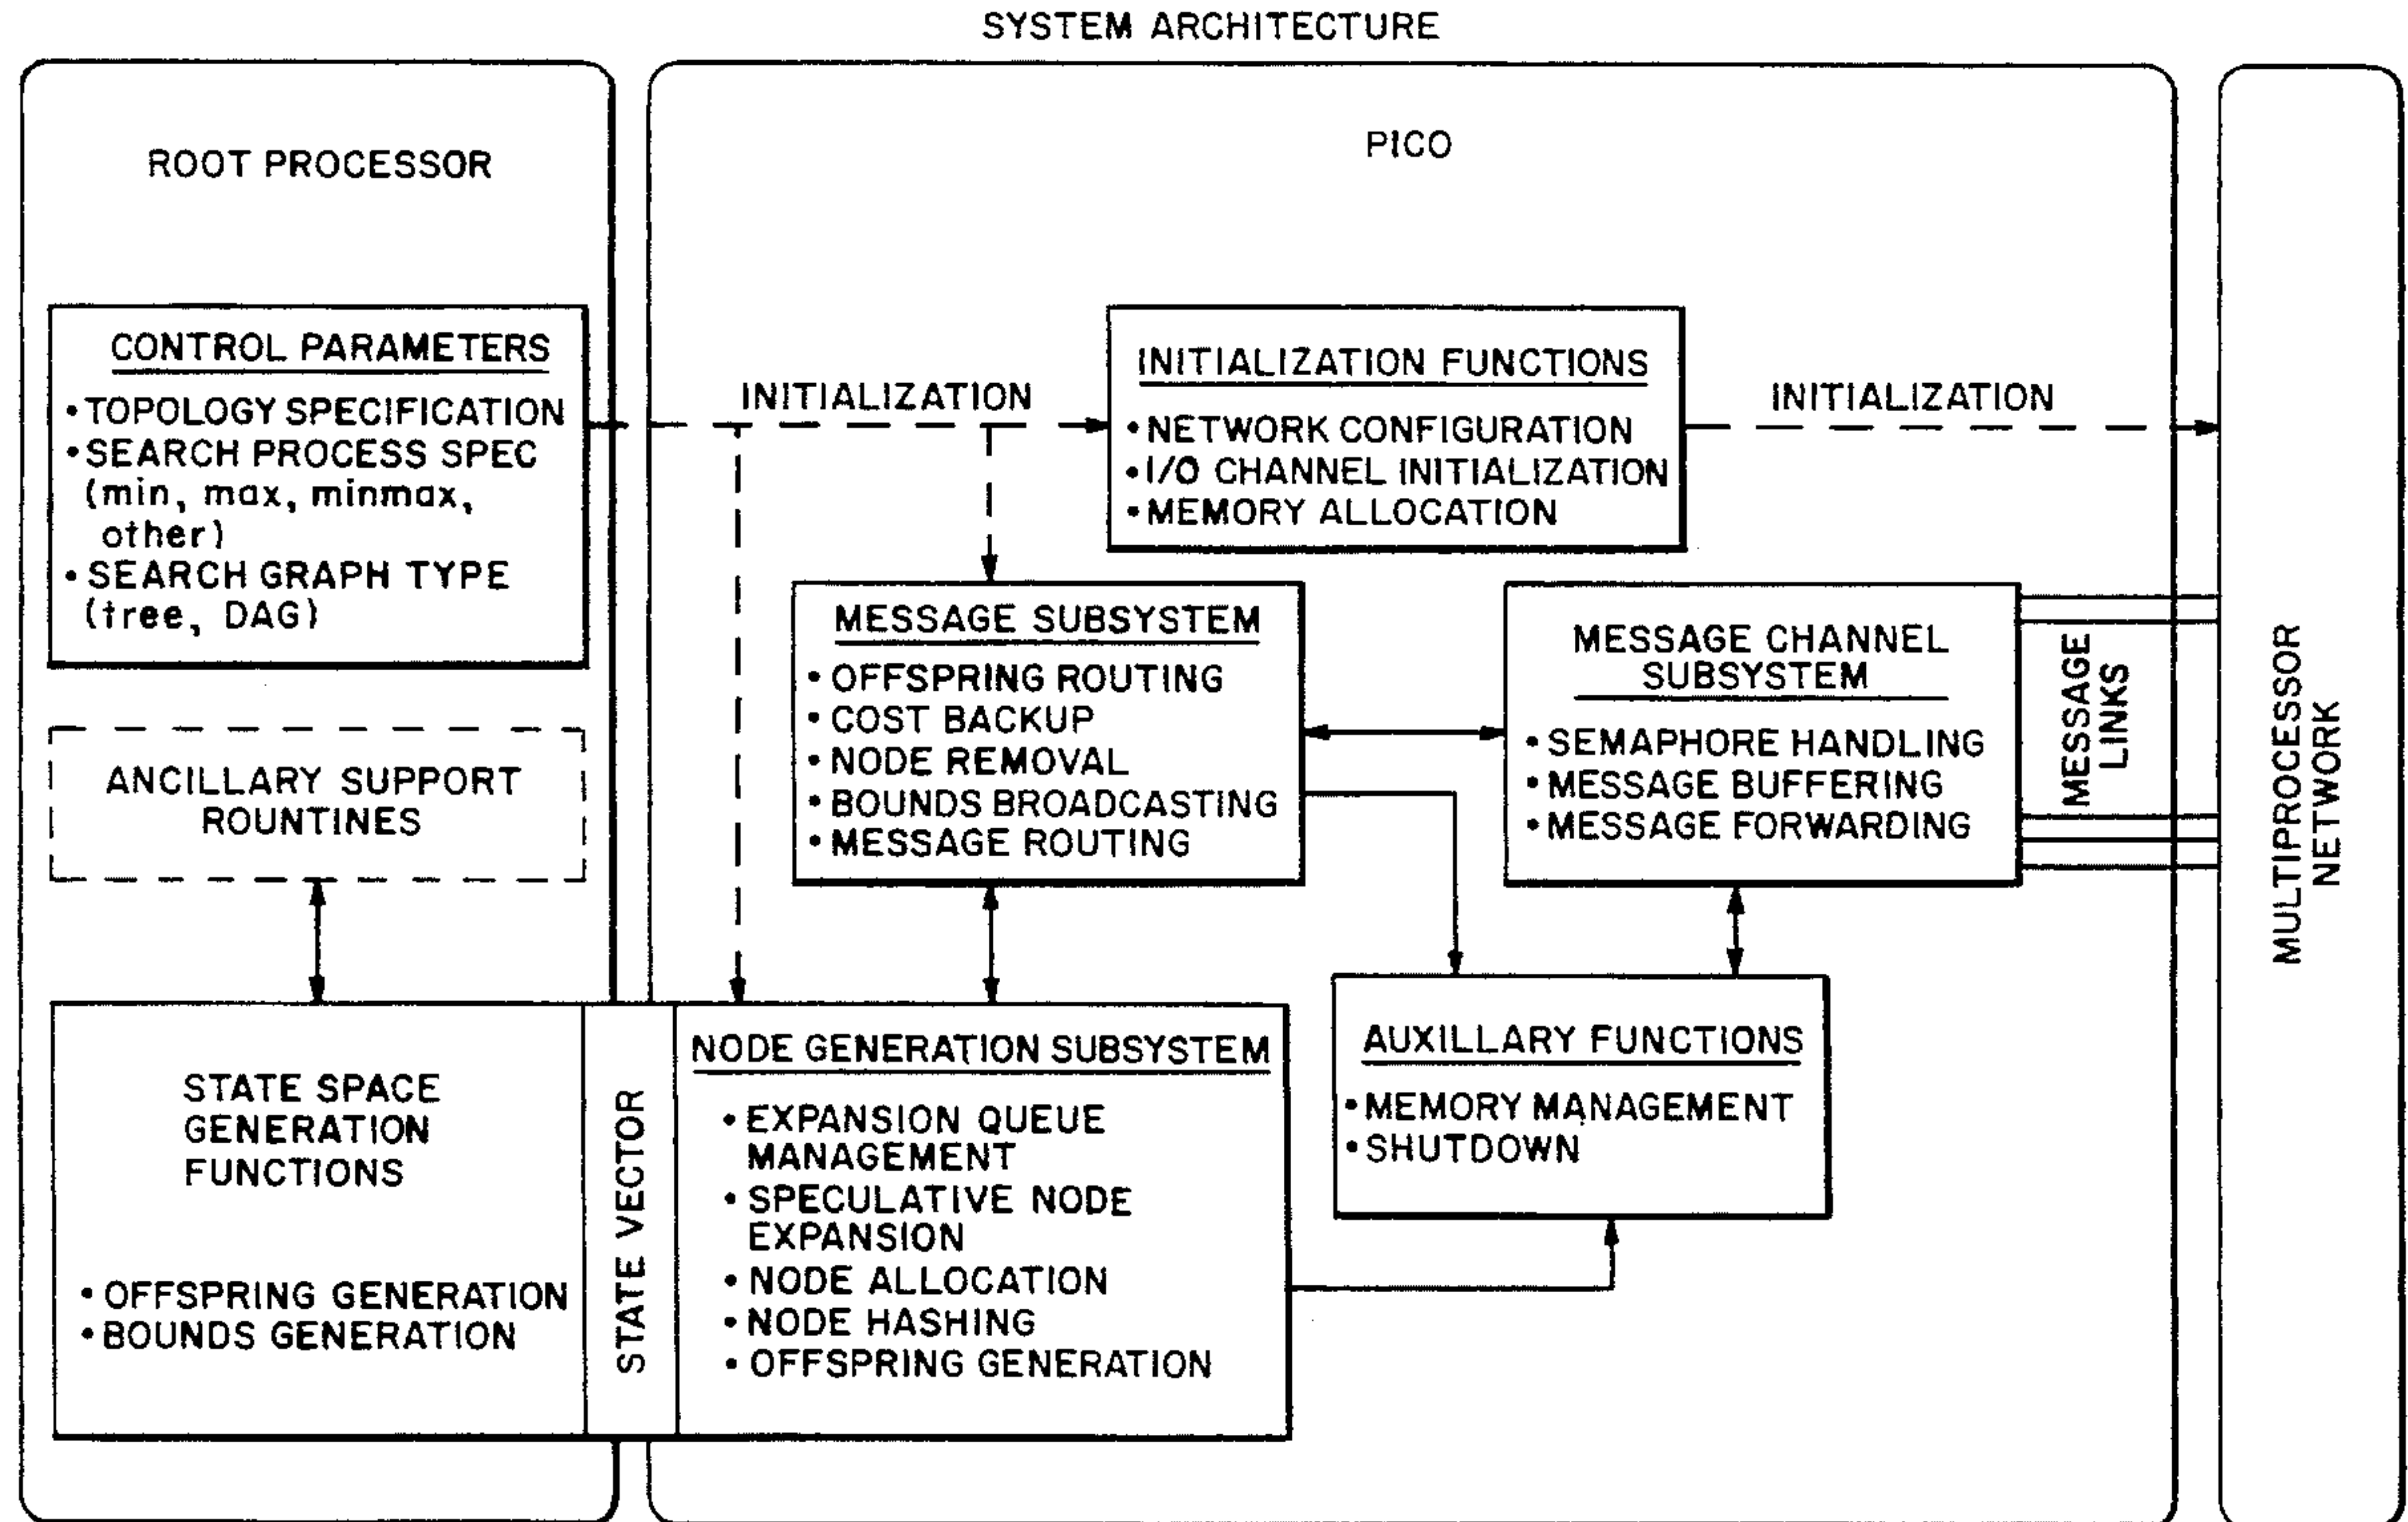 SYSTEM ARCHITECTURE
ROOT PROCESSOR
CONTROL PARAMETERS
•TOPOLOGY SPECIFICATION
•SEARCH PROCESS SPEC
(min, max, minmax,
other)
•SEARCH GRAPH TYPE
(tree, DAG)
ANCILLARY SUPPORT
ROUNTINES
STATE SPACE
GENERATION
FUNCTIONS
•OFFSPRING GENERATION
•BOUNDS GENERATION
STATE VECTOR
PICO
INITIALIZATION
INITIALIZATION FUNCTIONS
•NETWORK CONFIGURATION
•I/O CHANNEL INITIALIZATION
•MEMORY ALLOCATION
INITIALIZATION
MESSAGE SUBSYSTEM
•OFFSPRING ROUTING
•COST BACKUP
•NODE REMOVAL
•BOUNDS BROADCASTING
•MESSAGE ROUTING
MESSAGE CHANNEL
SUBSYSTEM
•SEMAPHORE HANDLING
•MESSAGE BUFFERING
•MESSAGE FORWARDING
MESSAGE
LINKS
NODE GENERATION SUBSYSTEM
•EXPANSION QUEUE
MANAGEMENT
•SPECULATIVE NODE
EXPANSION
•NODE ALLOCATION
•NODE HASHING
•OFFSPRING GENERATION
AUXILLARY FUNCTIONS
•MEMORY MANAGEMENT
•SHUTDOWN
MULTIPROCESSOR
NETWORK